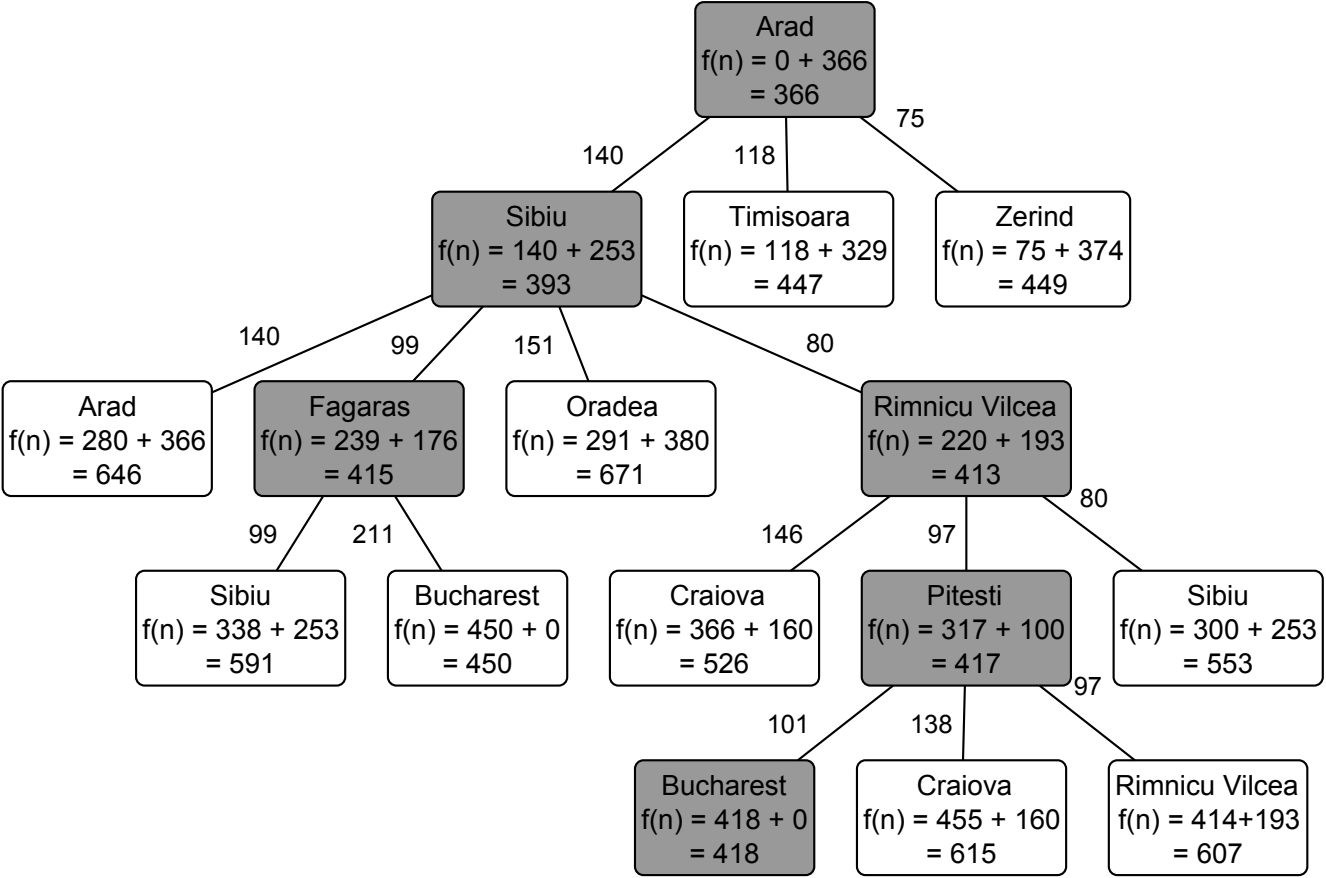 Arad
f(n) = 0 + 366
= 366
75
140
118
Sibiu
f(n) = 140 + 253
= 393
Timisoara
f(n) = 118 + 329
= 447
Zerind
f(n) = 75 + 374
= 449
140
99
151
80
Arad
f(n) = 280 + 366
= 646
Fagaras
f(n) = 239 + 176
= 415
Oradea
f(n) = 291 + 380
= 671
Rimnicu Vilcea
f(n) = 220 + 193
= 413
99
211
146
97
80
Sibiu
f(n) = 338 + 253
= 591
Bucharest
f(n) = 450 + 0
= 450
Craiova
f(n) = 366 + 160
= 526
Pitesti
f(n) = 317 + 100
= 417
Sibiu
f(n) = 300 + 253
= 553
101
138
97
Bucharest
f(n) = 418 + 0
= 418
Craiova
f(n) = 455 + 160
= 615
Rimnicu Vilcea
f(n) = 414+193
= 607